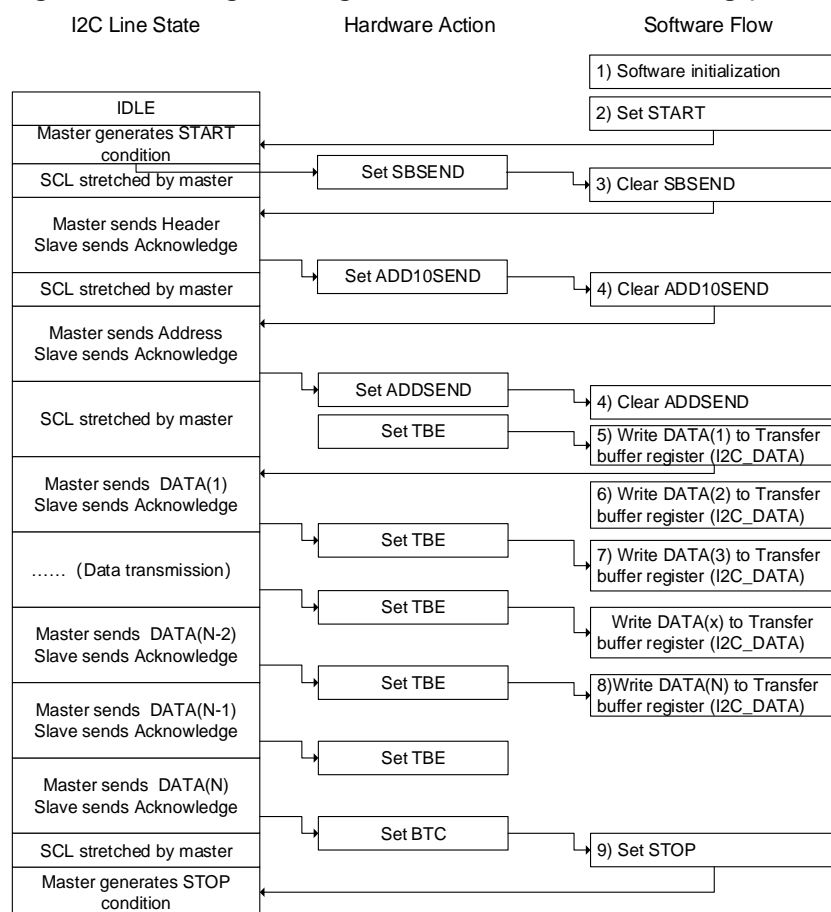 I2C Line State Hardware Action Software Flow
1) Software initialization
IDLE
2) Set START
Master generates START
condition
SCL stretched by master
Set SBSEND
3) Clear SBSEND
Master sends Header
Slave sends Acknowledge
SCL stretched by master
Set ADD10SEND
4) Clear ADD10SEND
Master sends Address
Slave sends Acknowledge
SCL stretched by master
Set ADDSEND
4) Clear ADDSEND
Set TBE
5) Write DATA(1) to Transfer
buffer register (I2C_DATA)
Master sends DATA(1)
Slave sends Acknowledge
6) Write DATA(2) to Transfer
buffer register (I2C_DATA)
Set TBE
7) Write DATA(3) to Transfer
buffer register (I2C_DATA)
...... (Data transmission)
Set TBE
Write DATA(x) to Transfer
buffer register (I2C_DATA)
Master sends DATA(N-2)
Slave sends Acknowledge
Set TBE
8)Write DATA(N) to Transfer
buffer register (I2C_DATA)
Master sends DATA(N-1)
Slave sends Acknowledge
Set TBE
Master sends DATA(N)
Slave sends Acknowledge
Set BTC
SCL stretched by master
9) Set STOP
Master generates STOP
condition